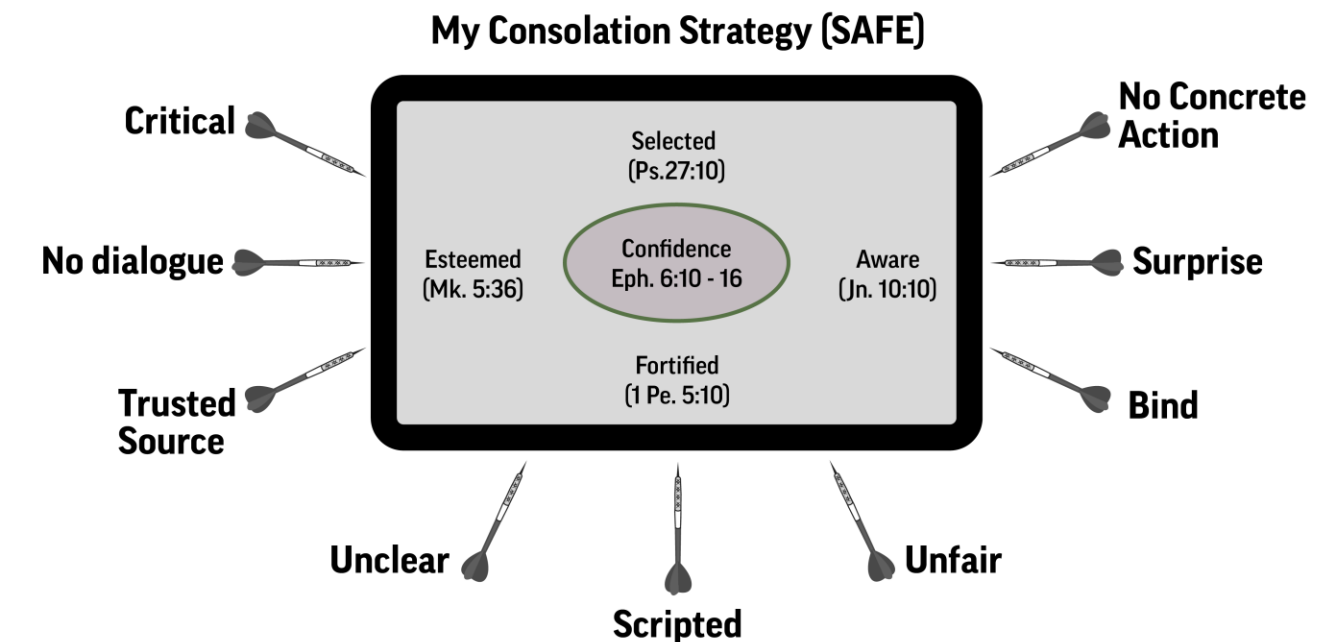 My Consolation Strategy (SAFE)
Critical
No Concrete
Action
Selected
(Ps.27:10)
No dialogue
Esteemed
(Mk. 5:36)
Confidence
Eph. 6:10 - 16
Aware
(Jn. 10:10)
Surprise
Fortified
(1 Pe. 5:10)
Trusted
Source
Bind
Unclear
Unfair
Scripted